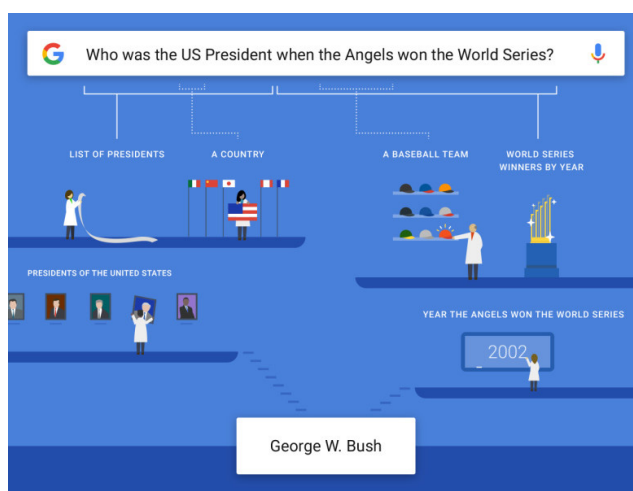 Who was the US President when the Angels won the World Series?
LIST OF PRESIDENTS
A COUNTRY
A BASEBALL TEAM
WORLD SERIES
WINNERS BY YEAR
PRESIDENTS OF THE UNITED STATES
YEAR THE ANGELS WON THE WORLD SERIES
2002
George W. Bush